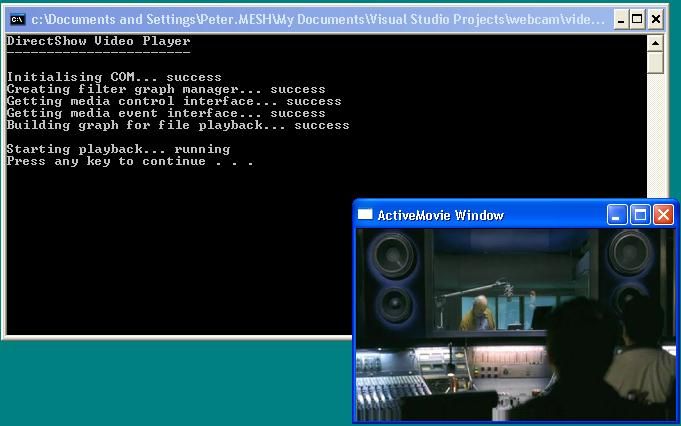 c:\Documents and Settings\Peter.MESH\My Documents\Visual Studio Projects\webcam\vide...
DirectShow Video Player
-----------------------
Initialising COM... success
Creating filter graph manager... success
Getting media control interface... success
Getting media event interface... success
Building graph for file playback... success
Starting playback... running
Press any key to continue . . .
ActiveMovie Window